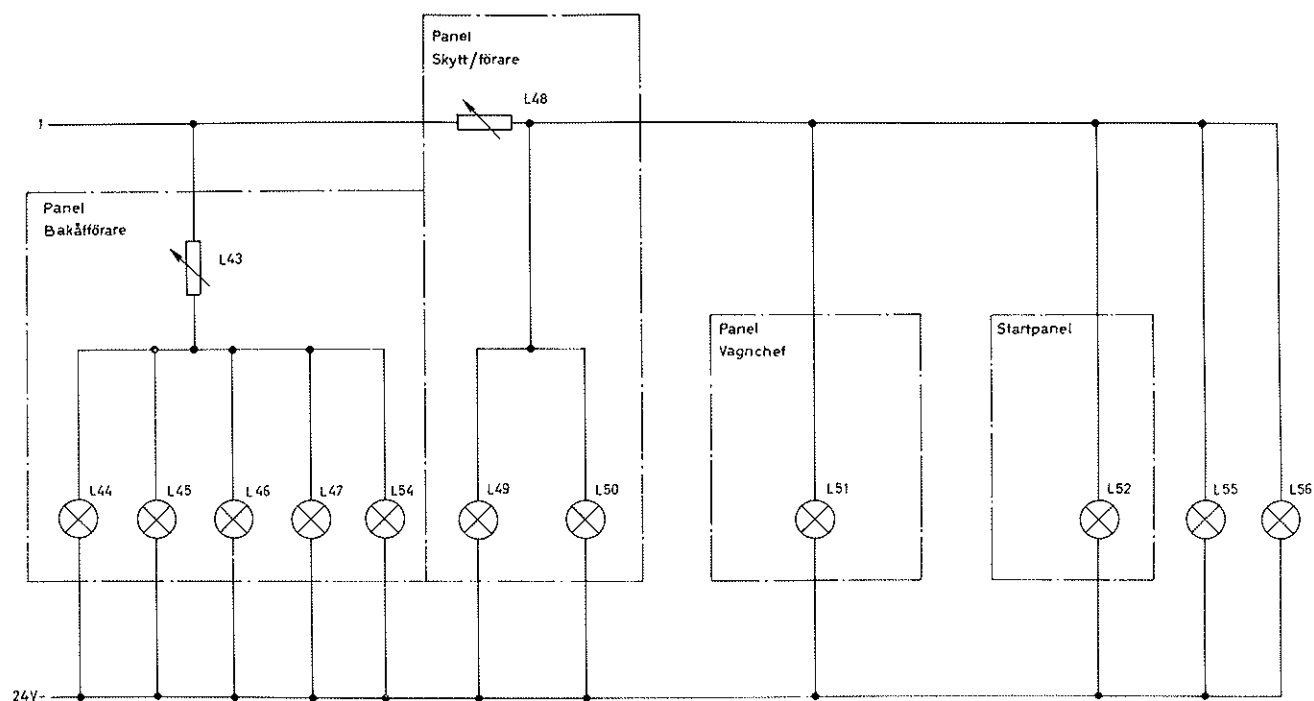 Panel
Skytt/förare
L48
1
Panel
Bakåtförare
L43
Panel
Vagnchef
Startpanel
L44
L45
L46
L47
L54
L49
L50
L51
L52
L55
L56
24V-